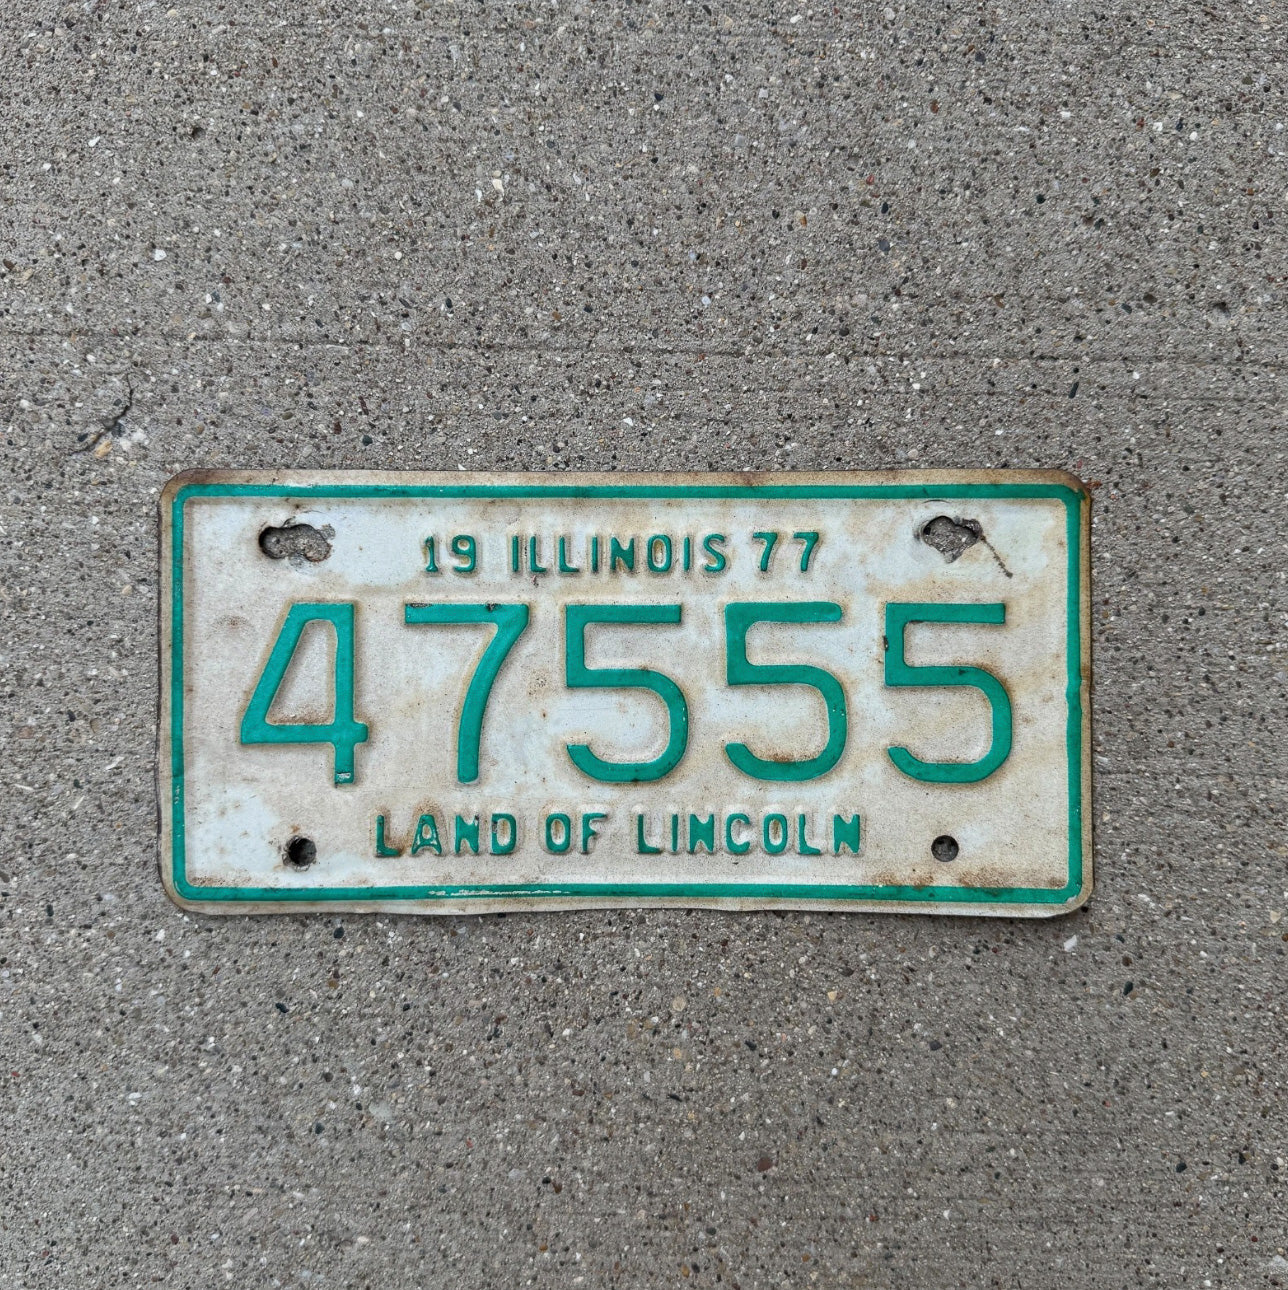 19 ILLINOIS 77
47555
LAND OF LINCOLN